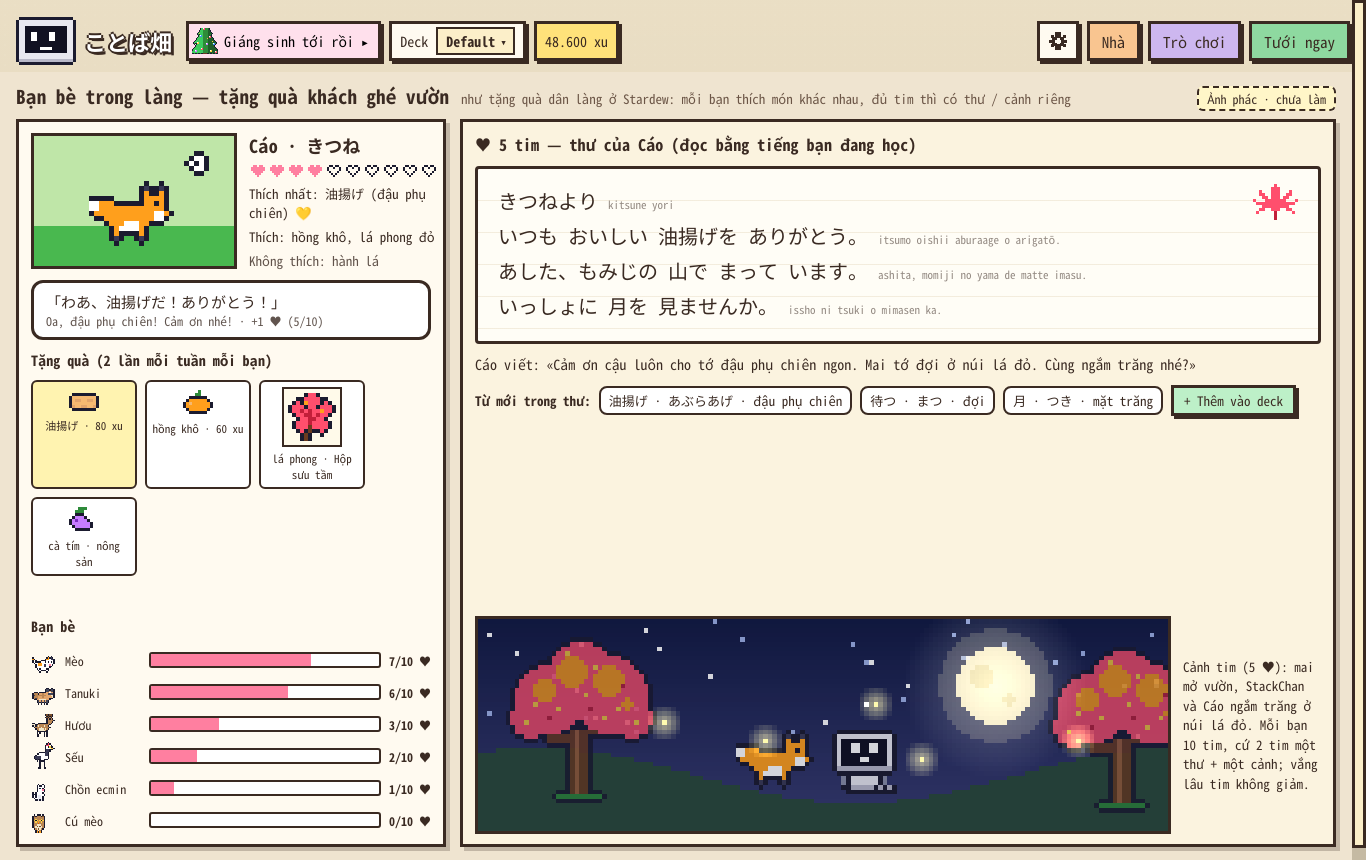 ことば畑
Giáng sinh tới rồi ▸
Deck Default ▾
48.600 xu
Nhà
Trò chơi
Tưới ngay
Bạn bè trong làng — tặng quà khách ghé vườn
như tặng quà dân làng ở Stardew: mỗi bạn thích món khác nhau, đủ tim thì có thư / cảnh riêng
Ảnh phác · chưa làm
Cáo · きつね
Thích nhất: 油揚げ (đậu phụ
chiên) 💛
Thích: hồng khô, lá phong đỏ
Không thích: hành lá
「わあ、油揚げだ！ありがとう！」
Oa, đậu phụ chiên! Cảm ơn nhé! · +1 ♥ (5/10)
Tặng quà (2 lần mỗi tuần mỗi bạn)
油揚げ · 80 xu
hồng khô · 60 xu
lá phong · Hộp
sưu tầm
cà tím · nông
sản
Bạn bè
Mèo 7/10 ♥
Tanuki 6/10 ♥
Hươu 3/10 ♥
Sếu 2/10 ♥
Chồn ecmin 1/10 ♥
Cú mèo 0/10 ♥
♥ 5 tim — thư của Cáo (đọc bằng tiếng bạn đang học)
きつねより kitsune yori
いつも おいしい 油揚げを ありがとう。 itsumo oishii aburaage o arigatō.
あした、もみじの 山で まって います。 ashita, momiji no yama de matte imasu.
いっしょに 月を 見ませんか。 issho ni tsuki o mimasen ka.
Cáo viết: «Cảm ơn cậu luôn cho tớ đậu phụ chiên ngon. Mai tớ đợi ở núi lá đỏ. Cùng ngắm trăng nhé?»
Từ mới trong thư: 油揚げ · あぶらあげ · đậu phụ chiên 待つ · まつ · đợi 月 · つき · mặt trăng + Thêm vào deck
Cảnh tim (5 ♥): mai
mở vườn, StackChan
và Cáo ngắm trăng ở
núi lá đỏ. Mỗi bạn
10 tim, cứ 2 tim một
thư + một cảnh; vắng
lâu tim không giảm.